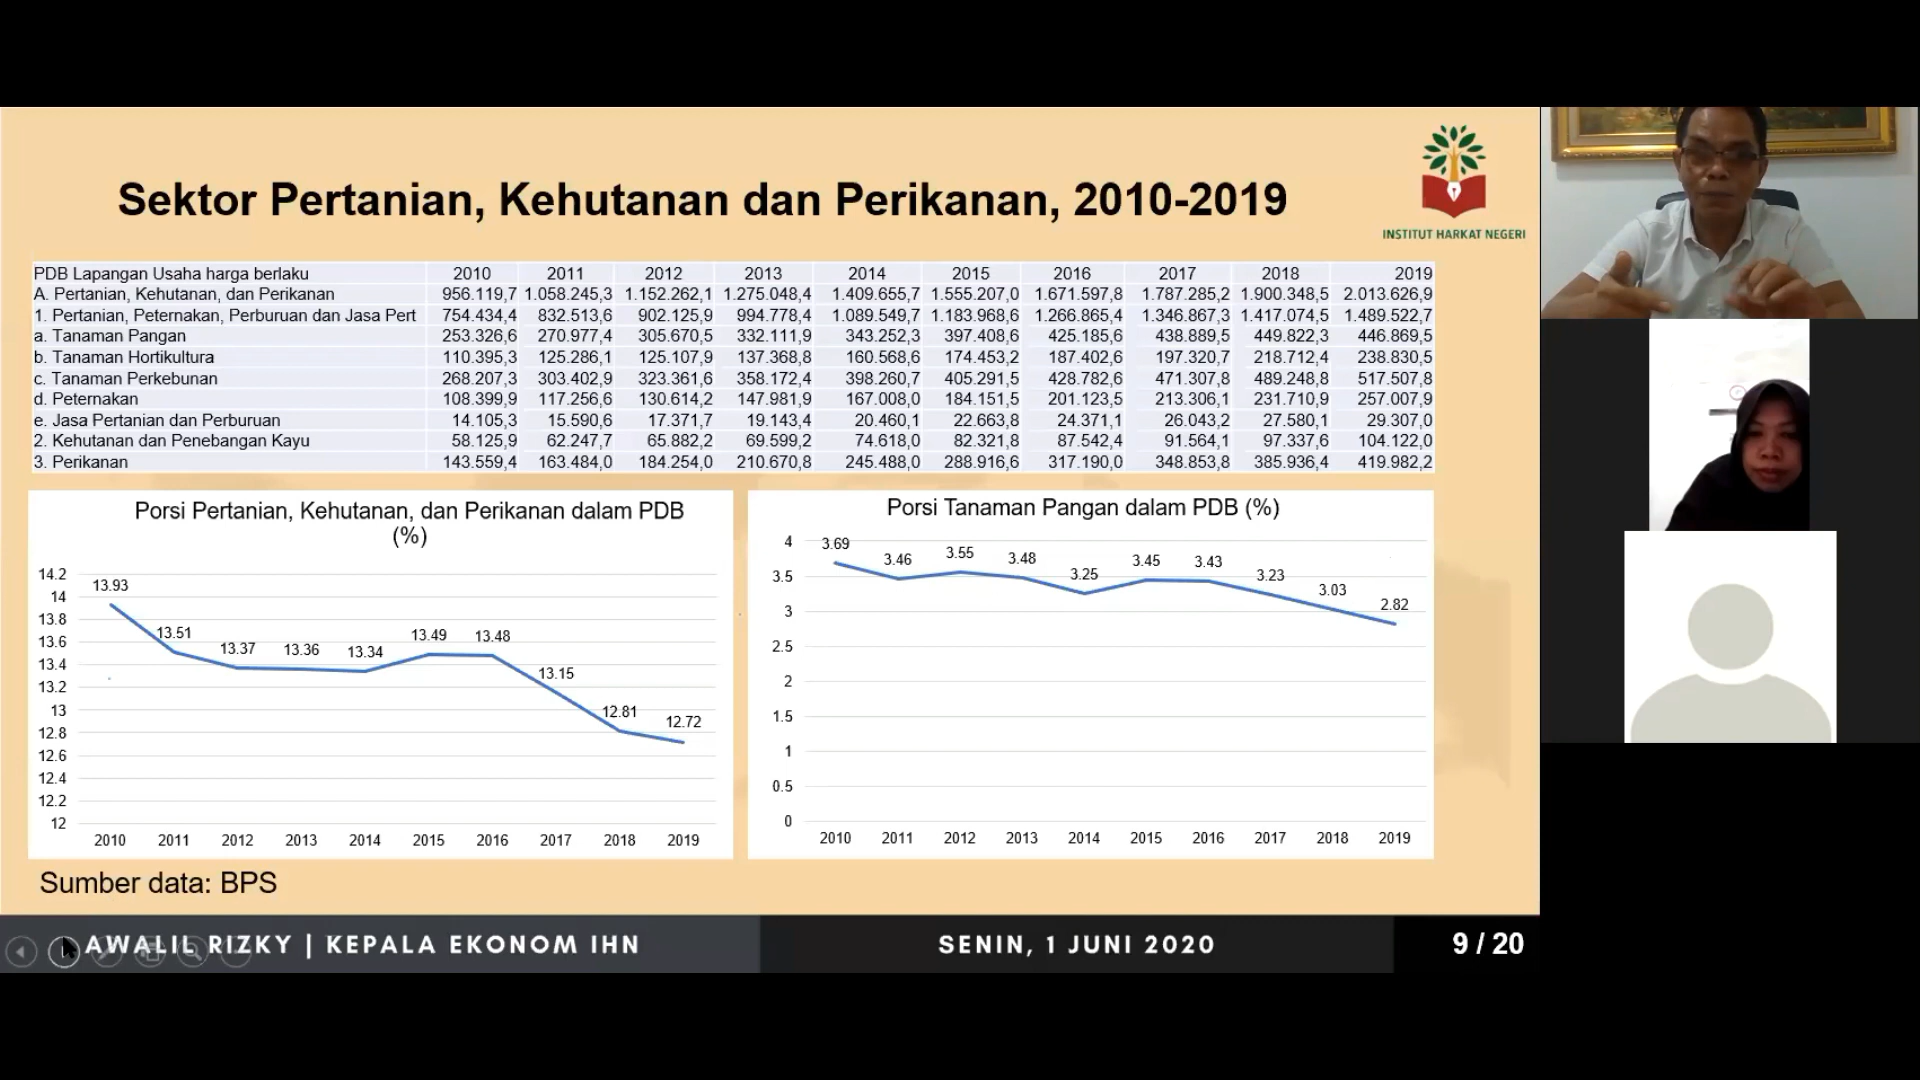 Sektor Pertanian, Kehutanan dan Perikanan, 2010-2019
INSTITUT HARKAT NEGERI
PDB Lapangan Usaha harga berlaku 2010 2011 2012 2013 2014 2015 2016 2017 2018 2019
A. Pertanian, Kehutanan, dan Perikanan 956.119,7 1.058.245,3 1.152.262,1 1.275.048,4 1.409.655,7 1.555.207,0 1.671.597,8 1.787.285,2 1.900.348,5 2.013.626,9
1. Pertanian, Peternakan, Perburuan dan Jasa Pert 754.434,4 832.513,6 902.125,9 994.778,4 1.089.549,7 1.183.968,6 1.266.865,4 1.346.867,3 1.417.074,5 1.489.522,7
a. Tanaman Pangan 253.326,6 270.977,4 305.670,5 332.111,9 343.252,3 397.408,6 425.185,6 438.889,5 449.822,3 446.869,5
b. Tanaman Hortikultura 110.395,3 125.286,1 125.107,9 137.368,8 160.568,6 174.453,2 187.402,6 197.320,7 218.712,4 238.830,5
c. Tanaman Perkebunan 268.207,3 303.402,9 323.361,6 358.172,4 398.260,7 405.291,5 428.782,6 471.307,8 489.248,8 517.507,8
d. Peternakan 108.399,9 117.256,6 130.614,2 147.981,9 167.008,0 184.151,5 201.123,5 213.306,1 231.710,9 257.007,9
e. Jasa Pertanian dan Perburuan 14.105,3 15.590,6 17.371,7 19.143,4 20.460,1 22.663,8 24.371,1 26.043,2 27.580,1 29.307,0
2. Kehutanan dan Penebangan Kayu 58.125,9 62.247,7 65.882,2 69.599,2 74.618,0 82.321,8 87.542,4 91.564,1 97.337,6 104.122,0
3. Perikanan 143.559,4 163.484,0 184.254,0 210.670,8 245.488,0 288.916,6 317.190,0 348.853,8 385.936,4 419.982,2
Porsi Pertanian, Kehutanan, dan Perikanan dalam PDB
(%)
14.2
14
13.8
13.6
13.4
13.2
13
12.8
12.6
12.4
12.2
12
13.93 13.51 13.37 13.36 13.34 13.49 13.48 13.15 12.81 12.72
2010 2011 2012 2013 2014 2015 2016 2017 2018 2019
Porsi Tanaman Pangan dalam PDB (%)
4
3.5
3
2.5
2
1.5
1
0.5
0
3.69 3.46 3.55 3.48 3.25 3.45 3.43 3.23 3.03 2.82
2010 2011 2012 2013 2014 2015 2016 2017 2018 2019
Sumber data: BPS
AWALIL RIZKY | KEPALA EKONOM IHN
SENIN, 1 JUNI 2020
9 / 20